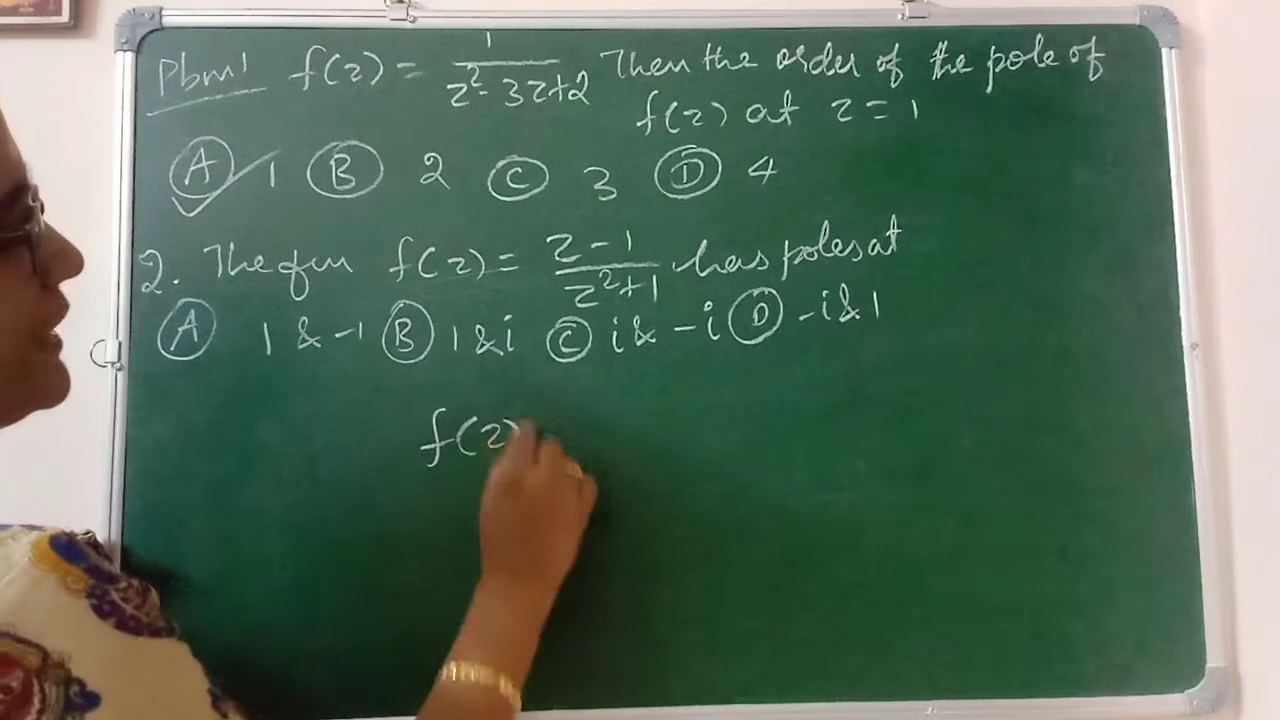 Pbm1 f(z) = 1/(z² - 3z+2) Then the order of the pole of
f(z) at z = 1
(A) ✓ 1 (B) 2 (C) 3 (D) 4
2. The fun f(z) = (z - 1)/(z²+1) has poles at
(A) 1 & -1 (B) 1 & i (C) i & -i (D) -i & 1
f(z)